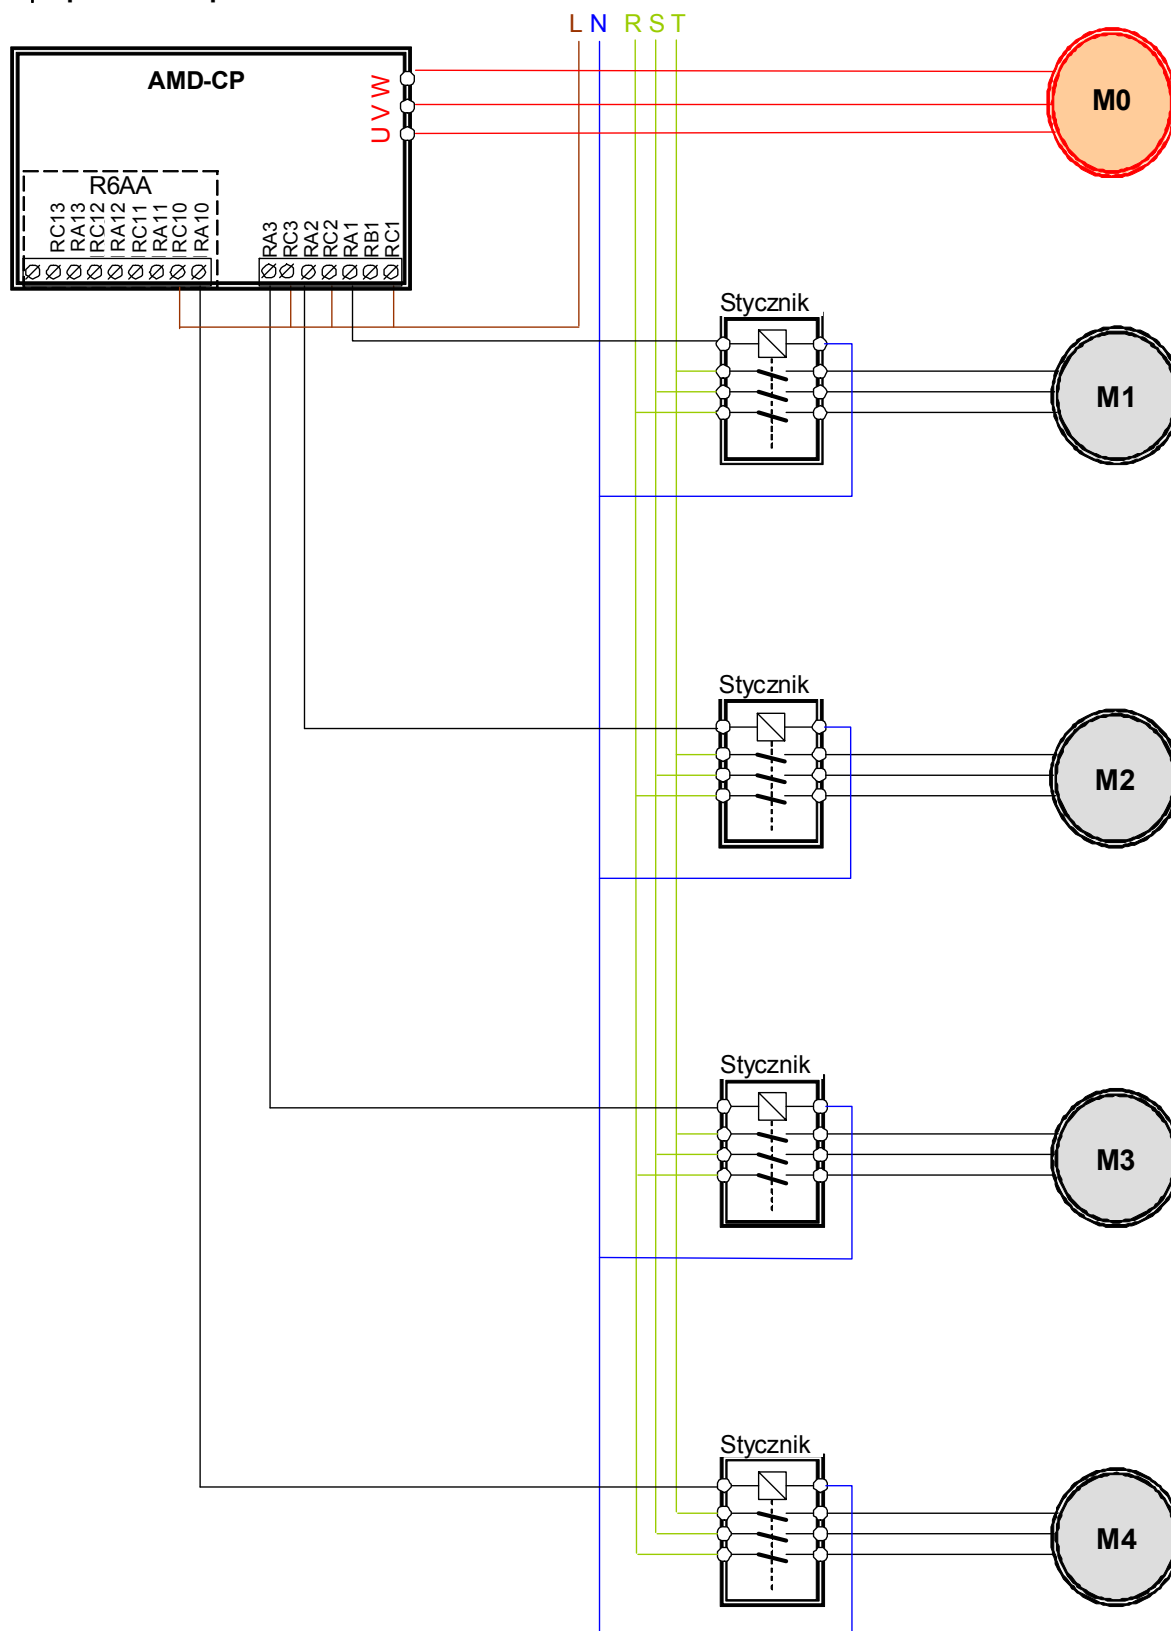 L N R S T
AMD-CP
U V W
M0
R6AA
RC13
RA13
RC12
RA12
RC11
RA11
RC10
RA10
RA3
RC3
RA2
RC2
RA1
RB1
RC1
Stycznik
M1
Stycznik
M2
Stycznik
M3
Stycznik
M4